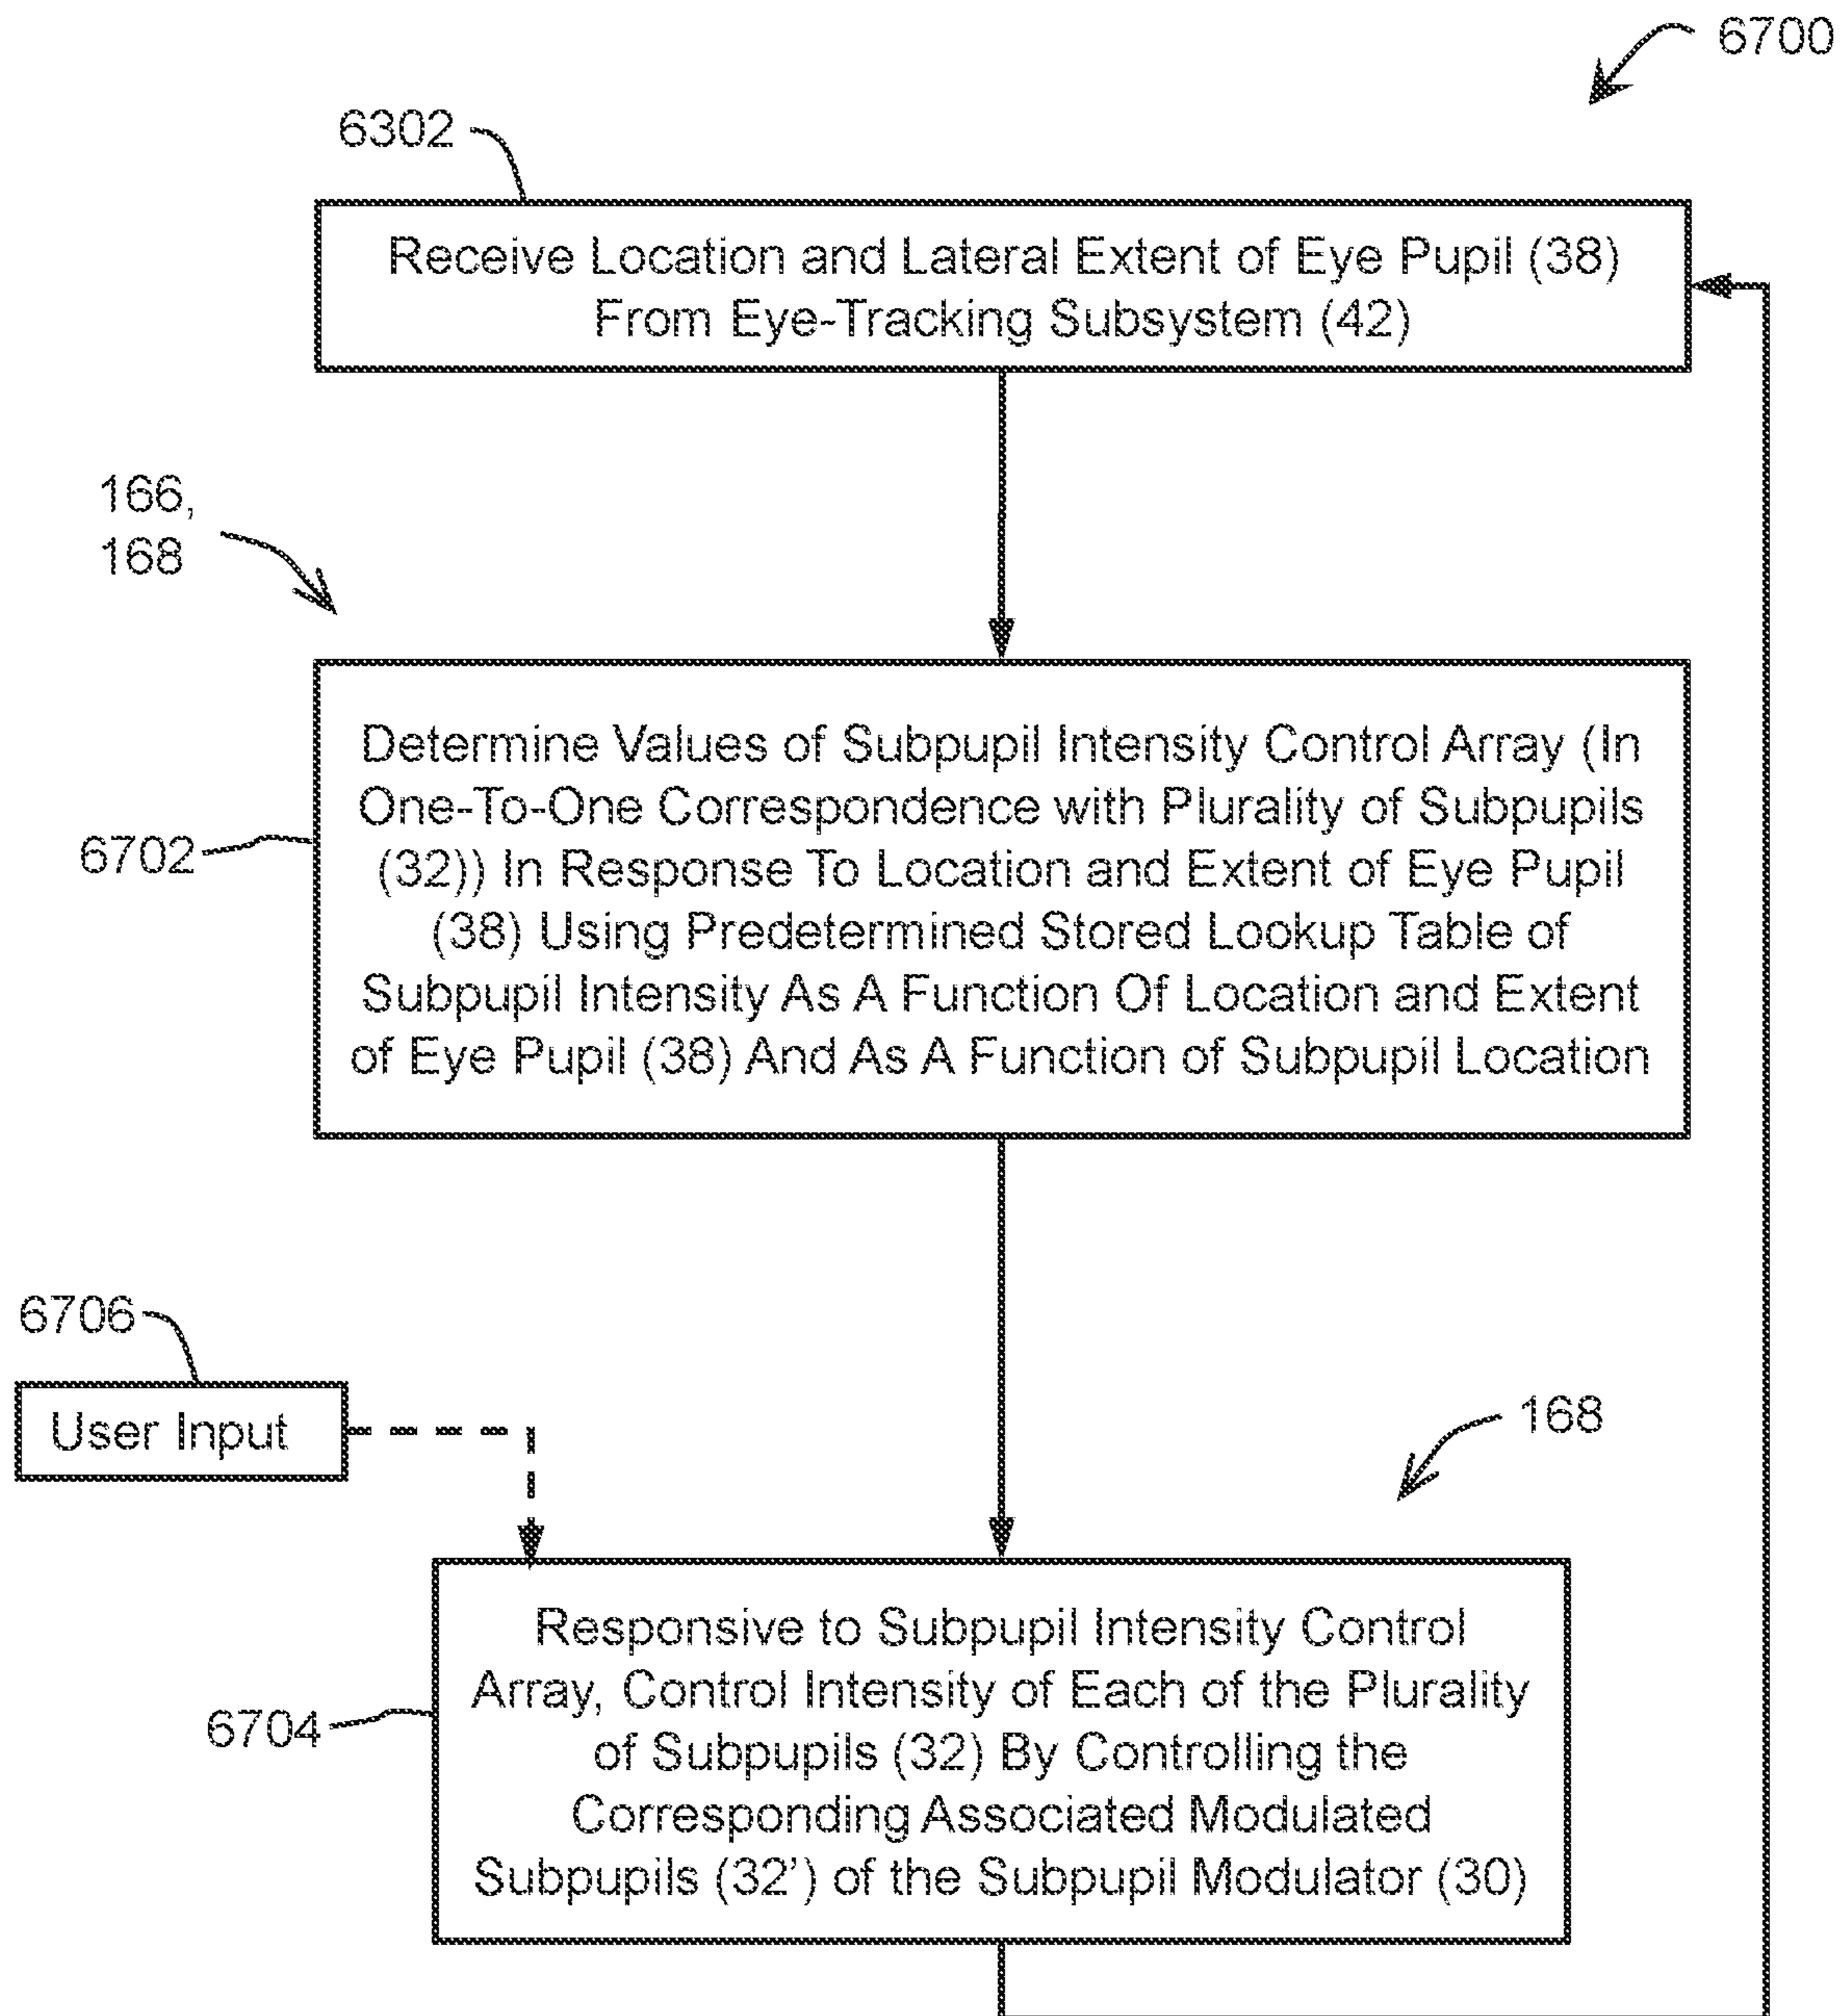 6700
6302
Receive Location and Lateral Extent of Eye Pupil (38)
From Eye-Tracking Subsystem (42)
166,
168
6702
Determine Values of Subpupil Intensity Control Array (In
One-To-One Correspondence with Plurality of Subpupils
(32)) In Response To Location and Extent of Eye Pupil
(38) Using Predetermined Stored Lookup Table of
Subpupil Intensity As A Function Of Location and Extent
of Eye Pupil (38) And As A Function of Subpupil Location
6706
User Input
168
6704
Responsive to Subpupil Intensity Control
Array, Control Intensity of Each of the Plurality
of Subpupils (32) By Controlling the
Corresponding Associated Modulated
Subpupils (32') of the Subpupil Modulator (30)